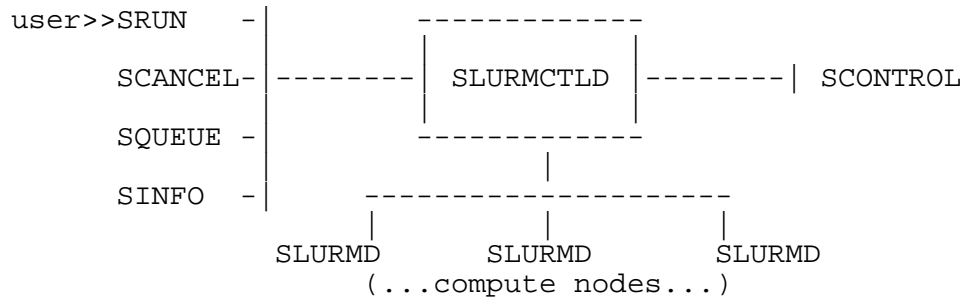 user>>SRUN
SCANCEL SLURMCTLD SCONTROL
SQUEUE
SINFO
SLURMD SLURMD SLURMD
(...compute nodes...)